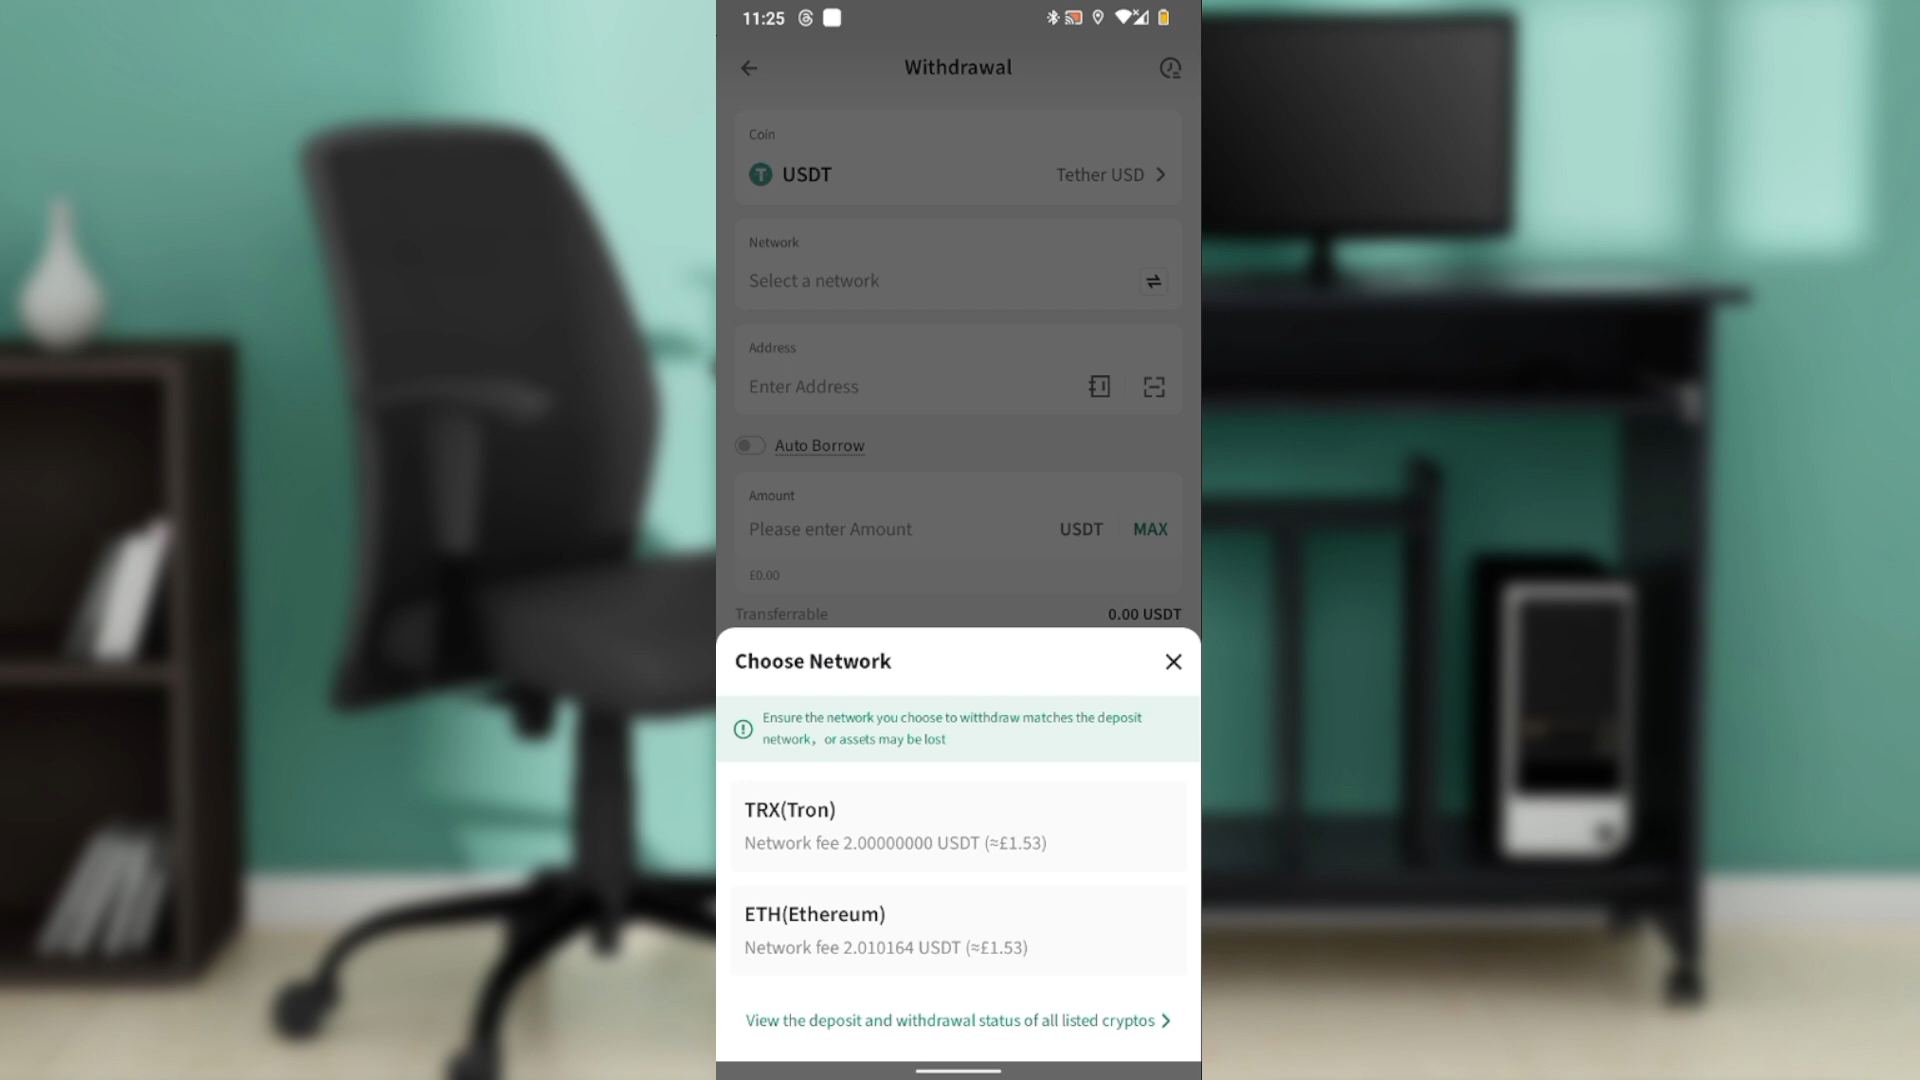 11:25
Withdrawal
Coin
USDT
Tether USD
Network
Select a network
Address
Enter Address
Auto Borrow
Amount
Please enter Amount
USDT
MAX
£0.00
Transferrable
0.00 USDT
Choose Network
Ensure the network you choose to witthdraw matches the deposit
network， or assets may be lost
TRX(Tron)
Network fee 2.00000000 USDT (≈£1.53)
ETH(Ethereum)
Network fee 2.010164 USDT (≈£1.53)
View the deposit and withdrawal status of all listed cryptos